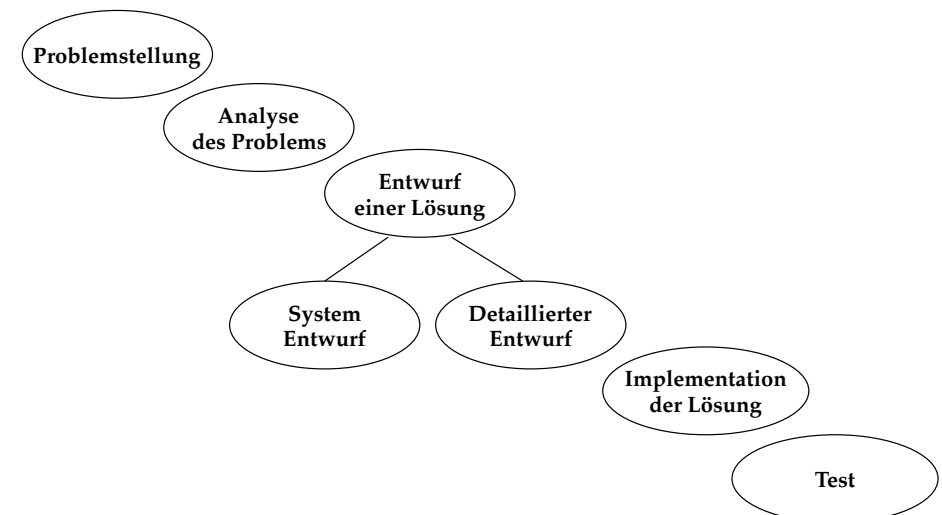 Problemstellung
Analyse
des Problems
Entwurf
einer Lösung
System
Entwurf
Detaillierter
Entwurf
Implementation
der Lösung
Test